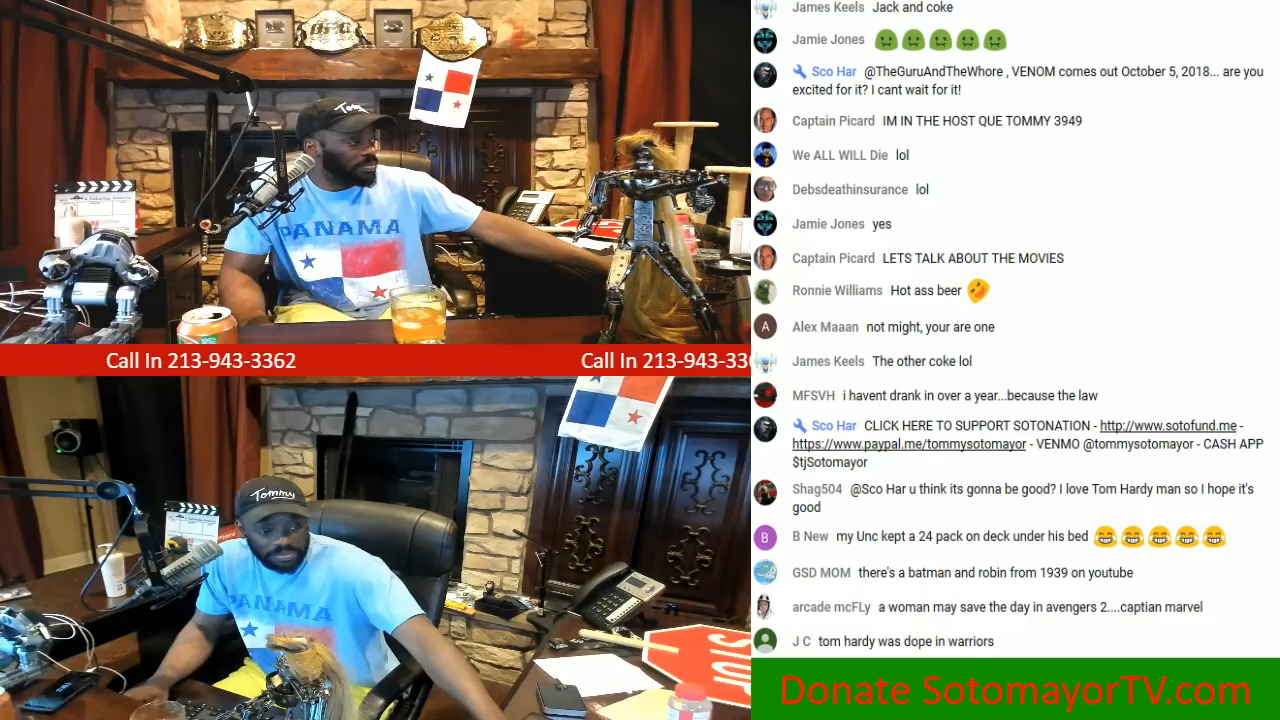 Tommy
PANAMA
Call In 213-943-3362
Call In 213-943-336
Tommy
PANAMA
James Keels Jack and coke
Jamie Jones
Sco Har @TheGuruAndTheWhore , VENOM comes out October 5, 2018... are you
excited for it? I cant wait for it!
Captain Picard IM IN THE HOST QUE TOMMY 3949
We ALL WILL Die lol
Debsdeathinsurance lol
Jamie Jones yes
Captain Picard LETS TALK ABOUT THE MOVIES
Ronnie Williams Hot ass beer
A Alex Maaan not might, your are one
James Keels The other coke lol
MFSVH i havent drank in over a year...because the law
Sco Har CLICK HERE TO SUPPORT SOTONATION - http://www.sotofund.me -
https://www.paypal.me/tommysotomayor - VENMO @tommysotomayor - CASH APP
$tjSotomayor
Shag504 @Sco Har u think its gonna be good? I love Tom Hardy man so I hope it's
good
B B New my Unc kept a 24 pack on deck under his bed
GSD MOM there's a batman and robin from 1939 on youtube
arcade mcFLy a woman may save the day in avengers 2....captian marvel
J C tom hardy was dope in warriors
Donate SotomayorTV.com